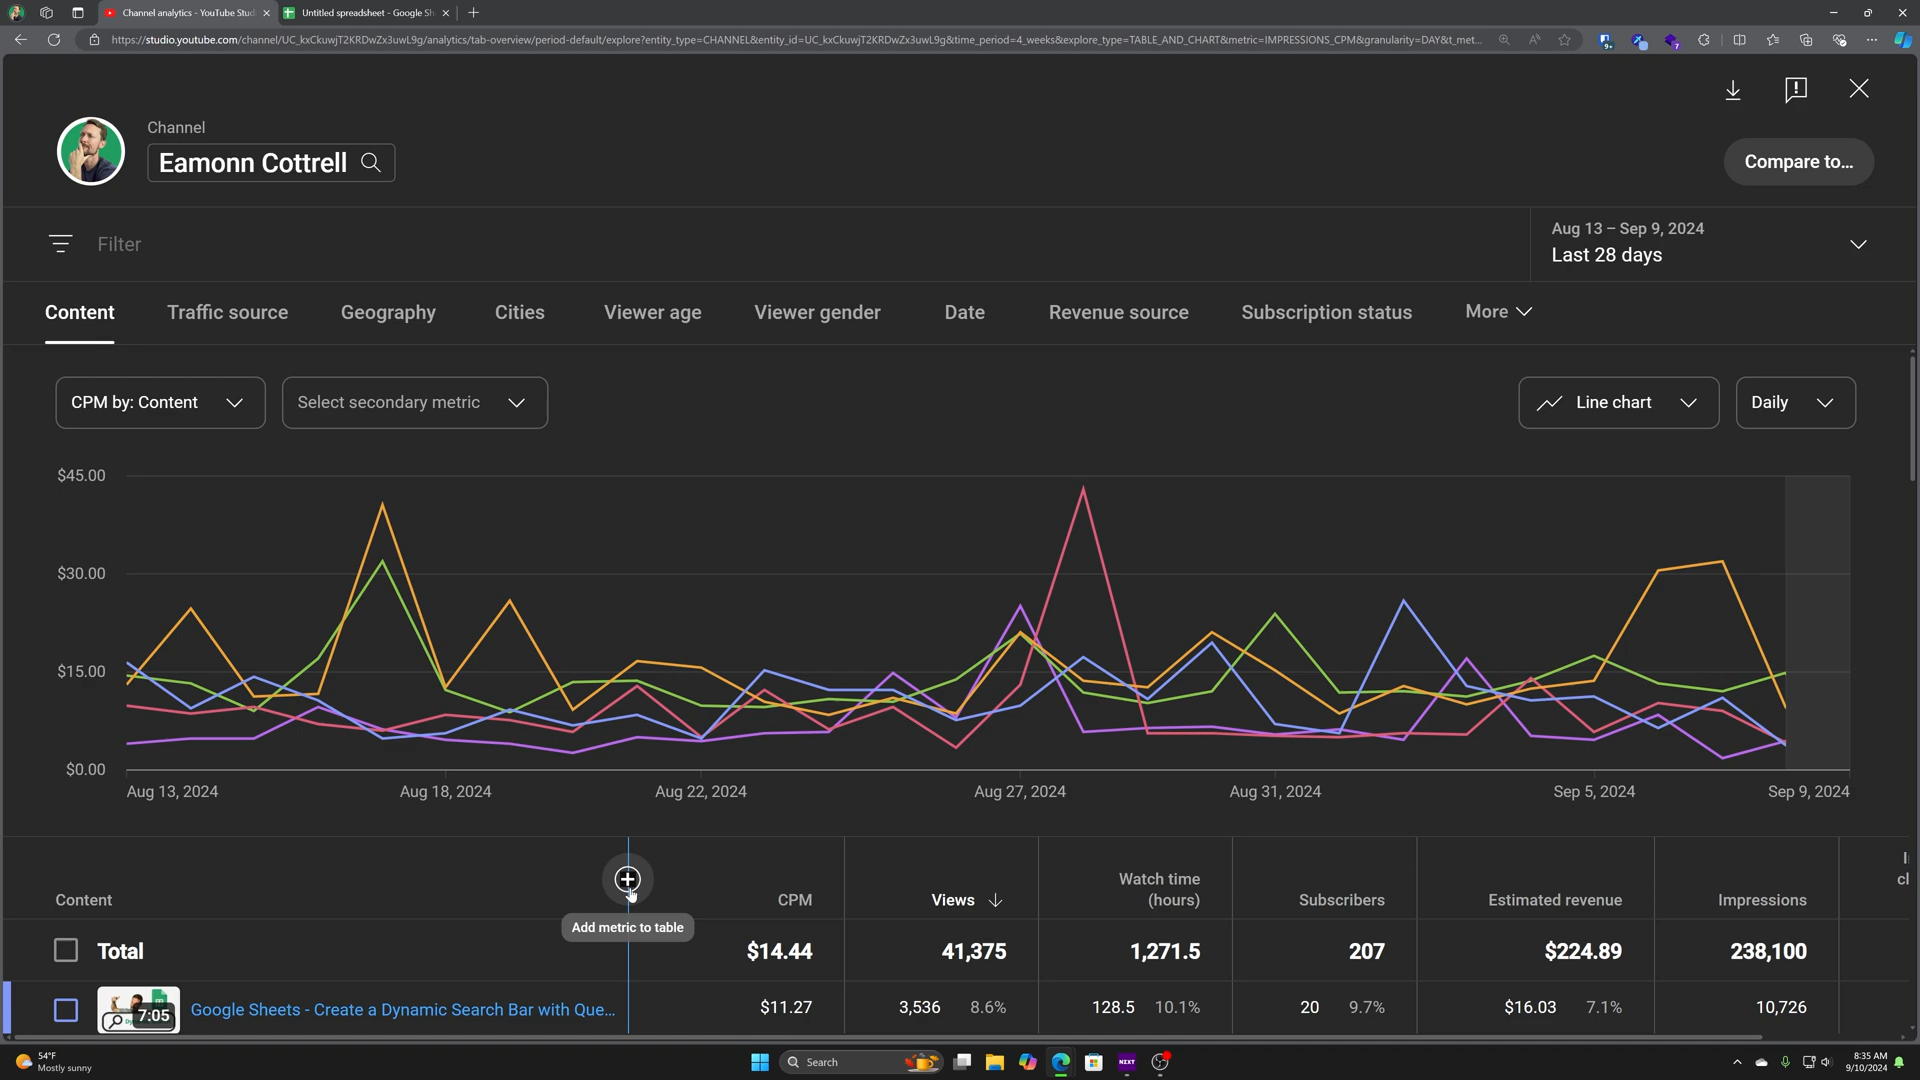 Channel analytics - YouTube Stud
Untitled spreadsheet - Google Sh
https://studio.youtube.com/channel/UC_kxCkuwjT2KRDwZx3uwL9g/analytics/tab-overview/period-default/explore?entity_type=CHANNEL&entity_id=UC_kxCkuwjT2KRDwZx3uwL9g&time_period=4_weeks&explore_type=TABLE_AND_CHART&metric=IMPRESSIONS_CPM&granularity=DAY&t_met...
Channel
Eamonn Cottrell
Compare to...
Filter
Aug 13 – Sep 9, 2024
Last 28 days
Content Traffic source Geography Cities Viewer age Viewer gender Date Revenue source Subscription status More
CPM by: Content Select secondary metric Line chart Daily
$45.00
$30.00
$15.00
$0.00
Aug 13, 2024 Aug 18, 2024 Aug 22, 2024 Aug 27, 2024 Aug 31, 2024 Sep 5, 2024 Sep 9, 2024
Content CPM Views Watch time (hours) Subscribers Estimated revenue Impressions
Add metric to table
Total $14.44 41,375 1,271.5 207 $224.89 238,100
7:05 Google Sheets - Create a Dynamic Search Bar with Que... $11.27 3,536 8.6% 128.5 10.1% 20 9.7% $16.03 7.1% 10,726
54°F
Mostly sunny
Search
NIXT
8:35 AM
9/10/2024